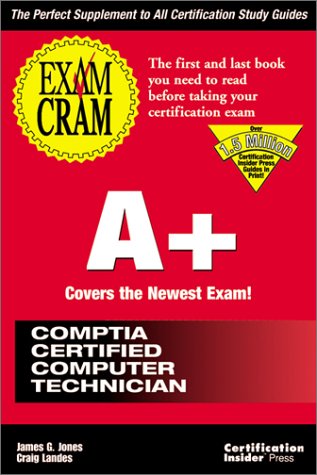 The Perfect Supplement to All Certification Study Guides
EXAM
CRAM
The first and last book
you need to read
before taking your
certification exam
Over
1.5 Million
Certification
Insider Press
Guides in
Print!
A+
Covers the Newest Exam!
COMPTIA
CERTIFIED
COMPUTER
TECHNICIAN
James G. Jones
Craig Landes
Certification
Insider Press